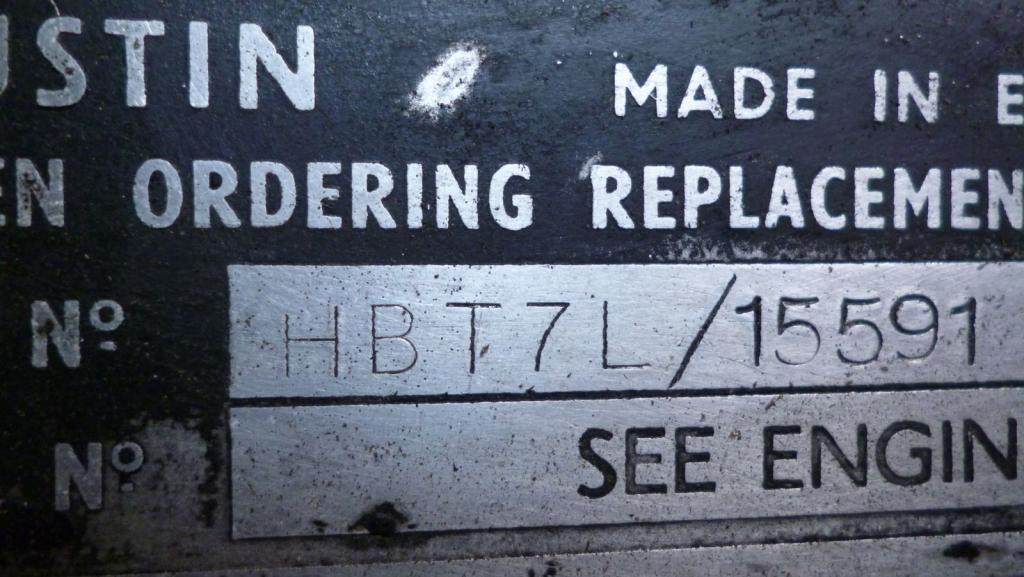 USTIN MADE IN E
EN ORDERING REPLACEMEN
Nº HBT7L/15591
Nº SEE ENGIN